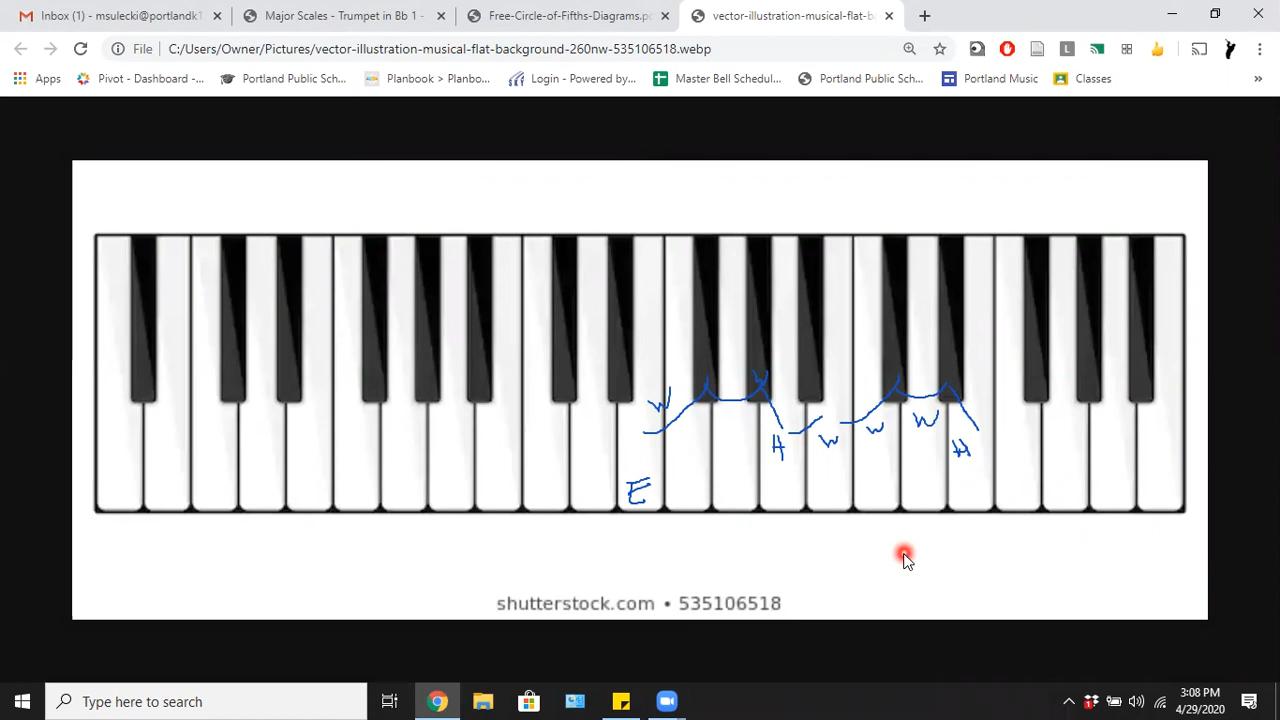 Inbox (1) - msulecki@portlandk1
Major Scales - Trumpet in Bb 1 -
Free-Circle-of-Fifths-Diagrams.pc
vector-illustration-musical-flat-b
File
C:/Users/Owner/Pictures/vector-illustration-musical-flat-background-260nw-535106518.webp
Apps
Pivot - Dashboard -...
Portland Public Sch...
Planbook > Planbo...
Login - Powered by...
Master Bell Schedul...
Portland Public Sch...
Portland Music
Classes
»
W W
H W W W H
E
shutterstock.com • 535106518
Type here to search
3:08 PM
4/29/2020